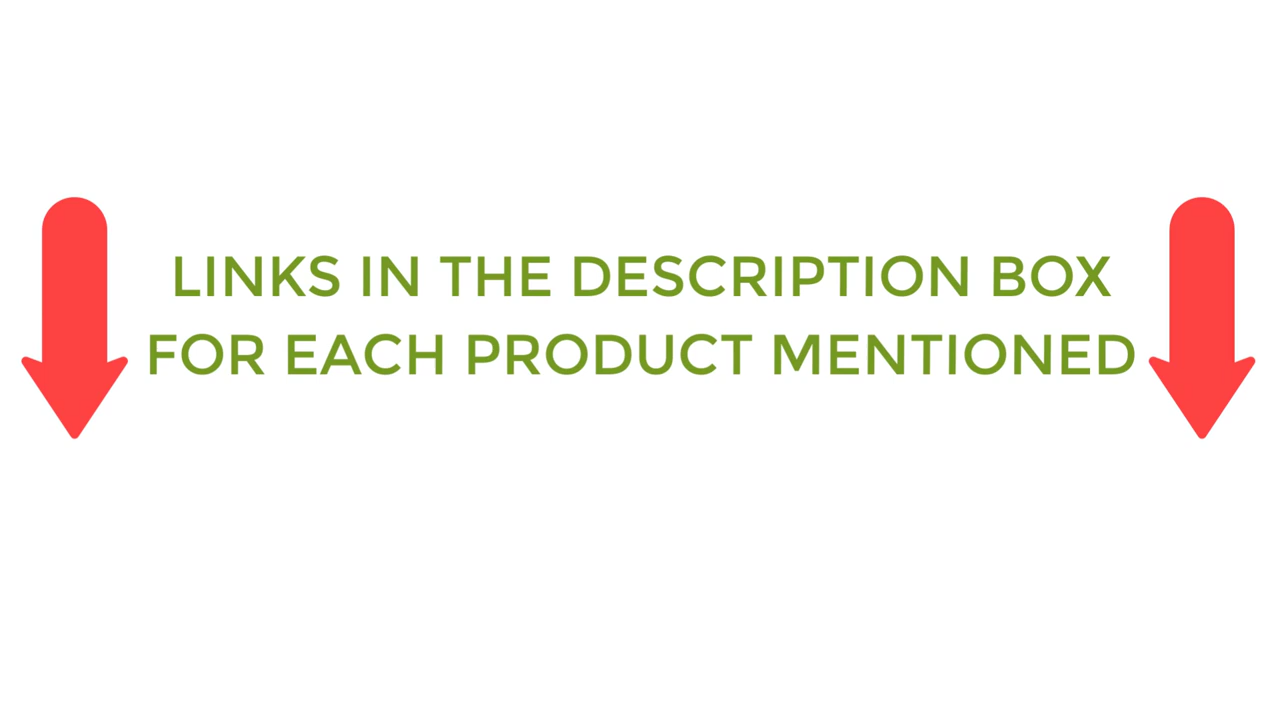 LINKS IN THE DESCRIPTION BOX
FOR EACH PRODUCT MENTIONED